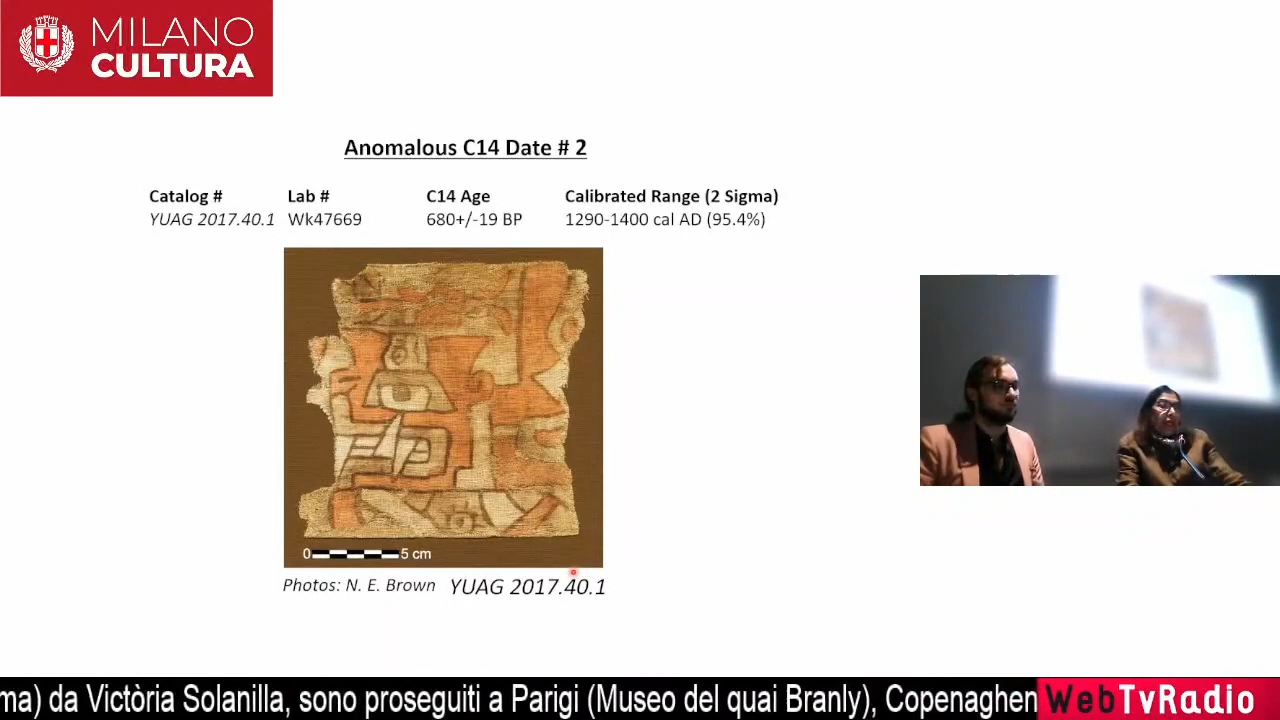 MILANO
CULTURA
Anomalous C14 Date # 2
Catalog # Lab # C14 Age Calibrated Range (2 Sigma)
YUAG 2017.40.1 Wk47669 680+/-19 BP 1290-1400 cal AD (95.4%)
0 5 cm
Photos: N. E. Brown YUAG 2017.40.1
ma) da Victòria Solanilla, sono proseguiti a Parigi (Museo del quai Branly), Copenaghen
WebTvRadio